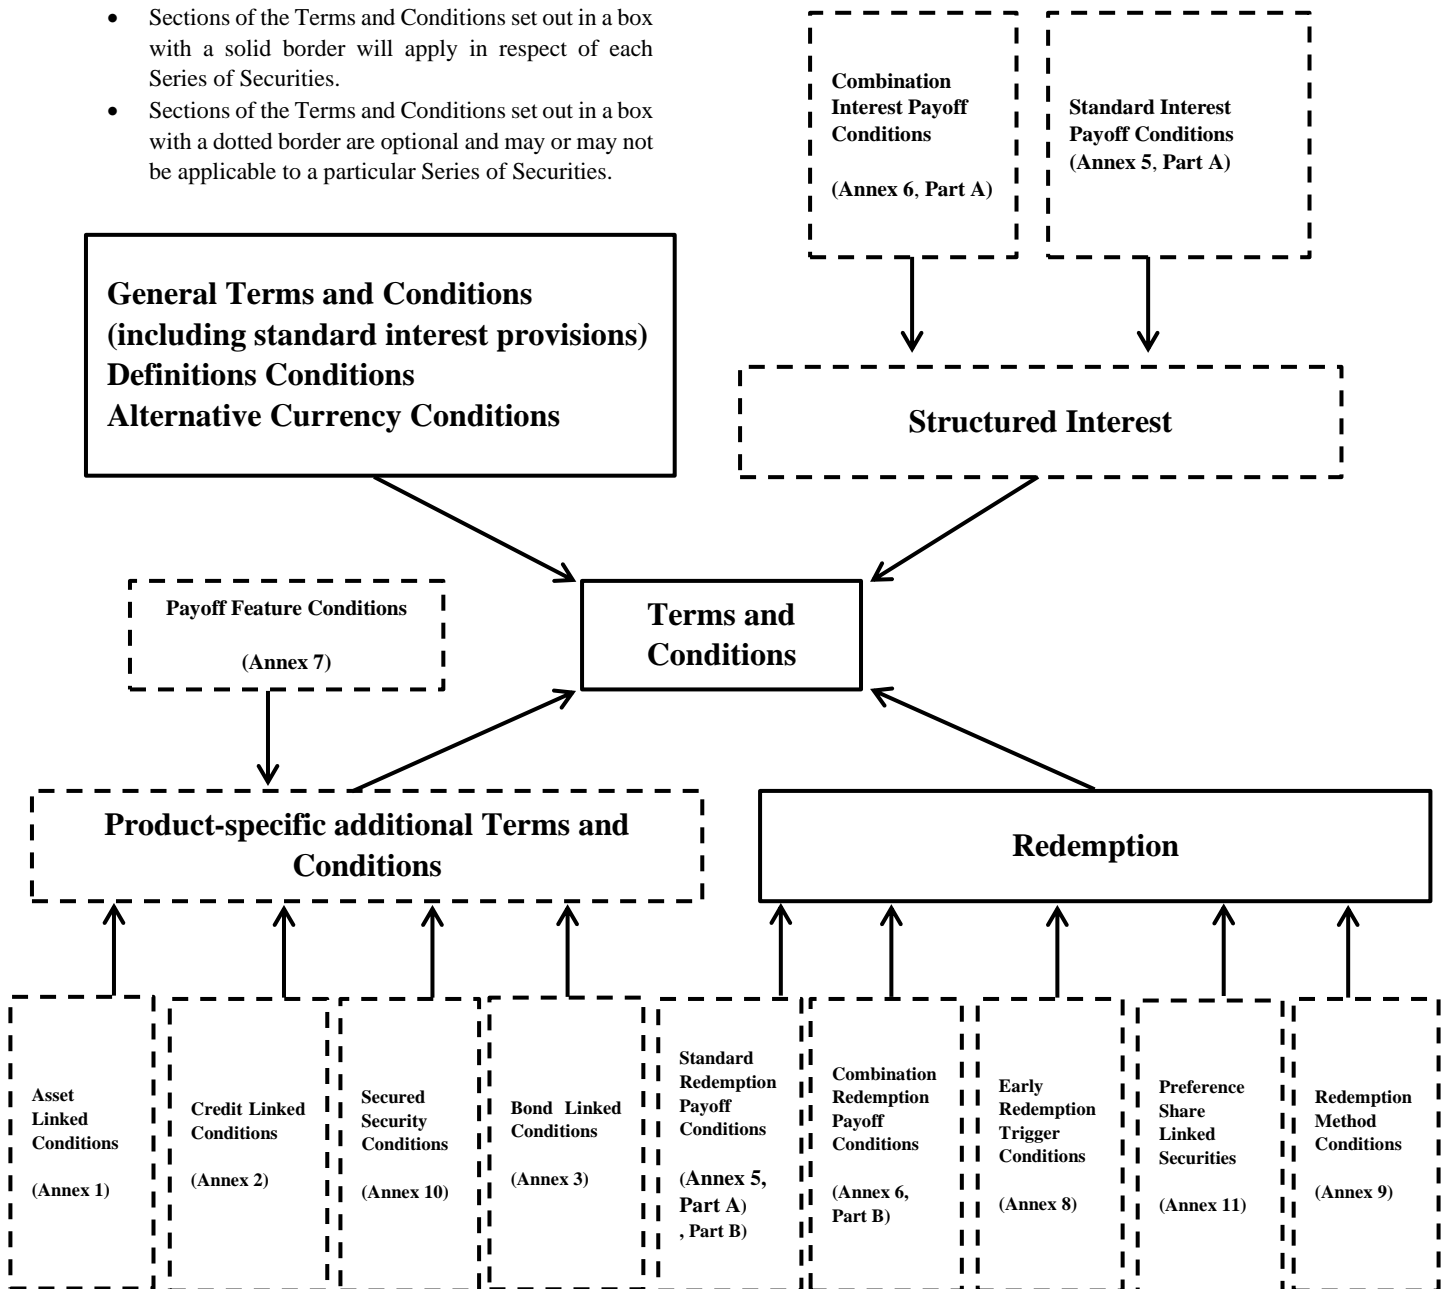 • Sections of the Terms and Conditions set out in a box
with a solid border will apply in respect of each
Series of Securities.
• Sections of the Terms and Conditions set out in a box
with a dotted border are optional and may or may not
be applicable to a particular Series of Securities.
Combination
Interest Payoff
Conditions
(Annex 6, Part A)
Standard Interest
Payoff Conditions
(Annex 5, Part A)
General Terms and Conditions
(including standard interest provisions)
Definitions Conditions
Alternative Currency Conditions
Structured Interest
Payoff Feature Conditions
(Annex 7)
Terms and
Conditions
Product-specific additional Terms and
Conditions
Redemption
Asset
Linked
Conditions
(Annex 1)
Credit Linked
Conditions
(Annex 2)
Secured
Security
Conditions
(Annex 10)
Bond Linked
Conditions
(Annex 3)
Standard
Redemption
Payoff
Conditions
(Annex 5,
Part A)
, Part B)
Combination
Redemption
Payoff
Conditions
(Annex 6,
Part B)
Early
Redemption
Trigger
Conditions
(Annex 8)
Preference
Share
Linked
Securities
(Annex 11)
Redemption
Method
Conditions
(Annex 9)